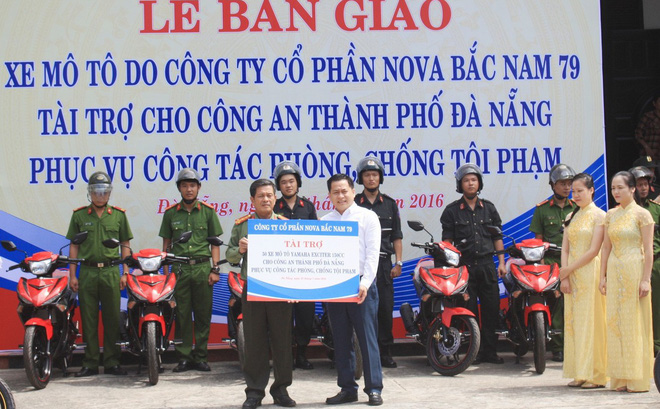 LỄ BÀN GIAO
XE MÔ TÔ DO CÔNG TY CỔ PHẦN NOVA BẮC NAM 79
TÀI TRỢ CHO CÔNG AN THÀNH PHỐ ĐÀ NẴNG
PHỤC VỤ CÔNG TÁC PHÒNG, CHỐNG TỘI PHẠM
2016
CÔNG TY CỔ PHẦN NOVA BẮC NAM 79
TÀI TRỢ
XE MÔ TÔ YAMAHA EXCITER 150CC
CHO CÔNG AN THÀNH PHỐ ĐÀ NẴNG
PHỤC VỤ CÔNG TÁC PHÒNG, CHỐNG TỘI PHẠM